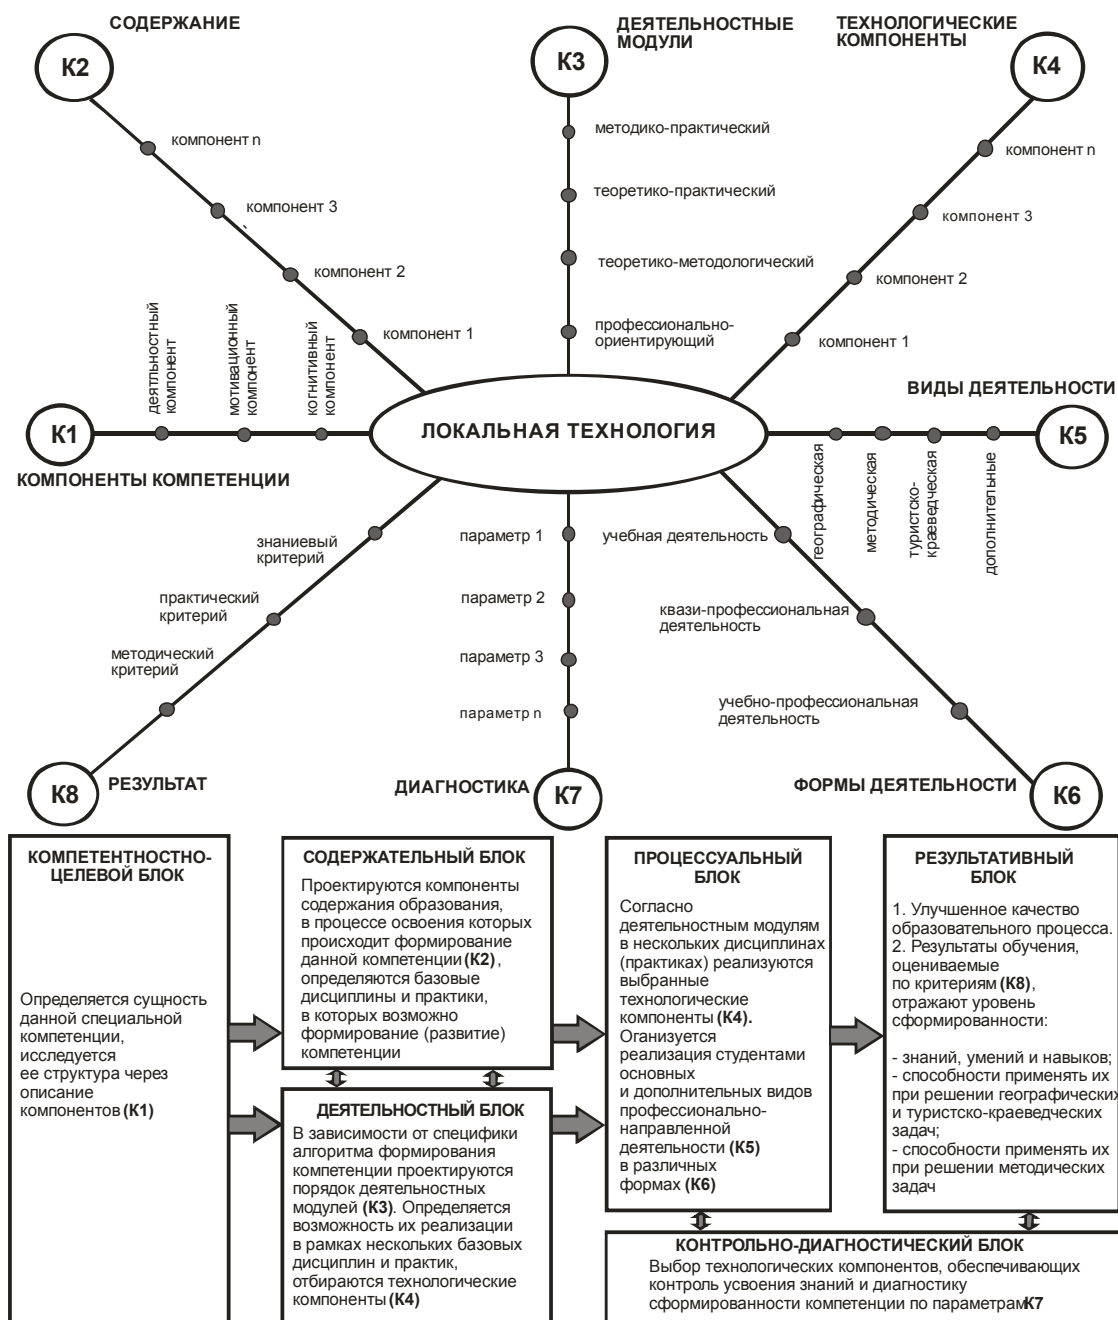 СОДЕРЖАНИЕ
К2
компонент n
компонент 3
компонент 2
компонент 1
ДЕЯТЕЛЬНОСТНЫЕ
МОДУЛИ
К3
методико-практический
теоретико-практический
теоретико-методологический
профессионально-
ориентирующий
ТЕХНОЛОГИЧЕСКИЕ
КОМПОНЕНТЫ
К4
компонент n
компонент 3
компонент 2
компонент 1
деятльностный
компонент
мотивационный
компонент
когнитивный
компонент
К1
КОМПОНЕНТЫ КОМПЕТЕНЦИИ
ЛОКАЛЬНАЯ ТЕХНОЛОГИЯ
ВИДЫ ДЕЯТЕЛЬНОСТИ
К5
географическая
методическая
туристско-
краеведческая
дополнительные
знаниевый
критерий
практический
критерий
методический
критерий
К8
РЕЗУЛЬТАТ
параметр 1
параметр 2
параметр 3
параметр n
ДИАГНОСТИКА
К7
учебная деятельность
квази-профессиональная
деятельность
учебно-профессиональная
деятельность
ФОРМЫ ДЕЯТЕЛЬНОСТИ
К6
КОМПЕТЕНТНОСТНО-
ЦЕЛЕВОЙ БЛОК
Определяется сущность
данной специальной
компетенции,
исследуется
ее структура через
описание
компонентов (К1)
СОДЕРЖАТЕЛЬНЫЙ БЛОК
Проектируются компоненты
содержания образования,
в процессе освоения которых
происходит формирование
данной компетенции (К2) ,
определяются базовые
дисциплины и практики,
в которых возможно
формирование (развитие)
компетенции
ДЕЯТЕЛЬНОСТНЫЙ БЛОК
В зависимости от специфики
алгоритма формирования
компетенции проектируются
порядок деятельностных
модулей (К3). Определяется
возможность их реализации
в рамках нескольких базовых
дисциплин и практик,
отбираются технологические
компоненты (К4)
ПРОЦЕССУАЛЬНЫЙ
БЛОК
Согласно
деятельностным модулям
в нескольких дисциплинах
(практиках) реализуются
выбранные
технологические
компоненты (К4).
Оганизуется
реализация студентами
основных
и дополнительных видов
профессионально-
направленной
деятельности (К5)
в различных
формах (К6)
РЕЗУЛЬТАТИВНЫЙ
БЛОК
1. Улучшенное качество
образовательного процесса.
2. Результаты обучения,
оцениваемые
по критериям (К8),
отражают уровень
сформированности:
- знаний, умений и навыков;
- способности применять их
при решении географических
и туристско-краеведческих
задач;
- способности применять их
при решении методических
задач
КОНТРОЛЬНО-ДИАГНОСТИЧЕСКИЙ БЛОК
Выбор технологических компонентов, обеспечивающих
контроль усвоения знаний и диагностику
сформированности компетенции по параметрам К7